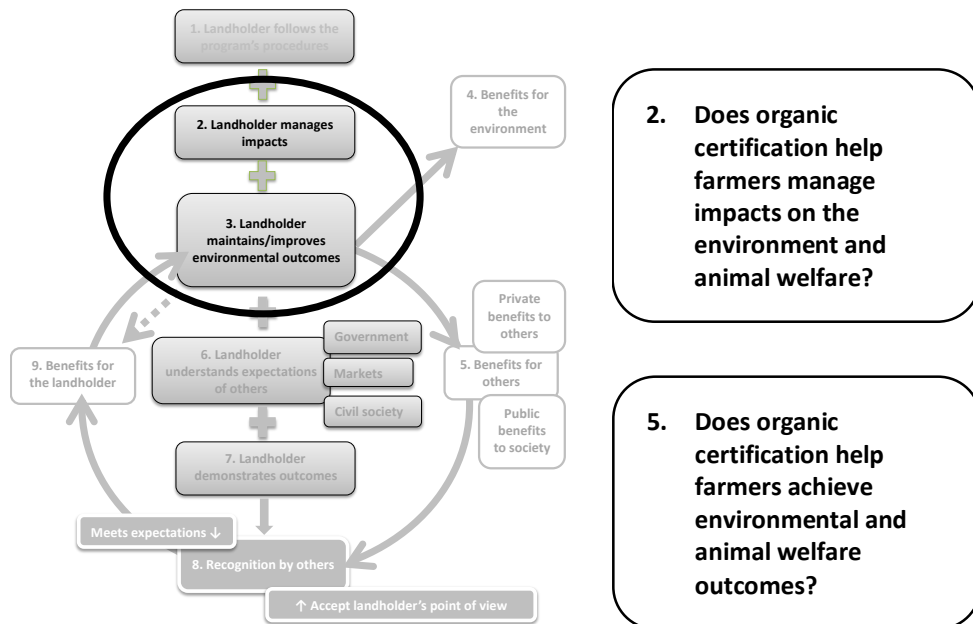 1. Landholder follows the
program's procedures
2. Landholder manages
impacts
3. Landholder
maintains/improves
environmental outcomes
4. Benefits for
the
environment
Private
benefits to
others
5. Benefits for
others
Public
benefits
to society
Government
6. Landholder
understands expectations
of others
Markets
Civil society
9. Benefits for
the landholder
7. Landholder
demonstrates outcomes
Meets expectations ↓
8. Recognition by others
↑ Accept landholder's point of view
2. Does organic
certification help
farmers manage
impacts on the
environment and
animal welfare?
5. Does organic
certification help
farmers achieve
environmental and
animal welfare
outcomes?